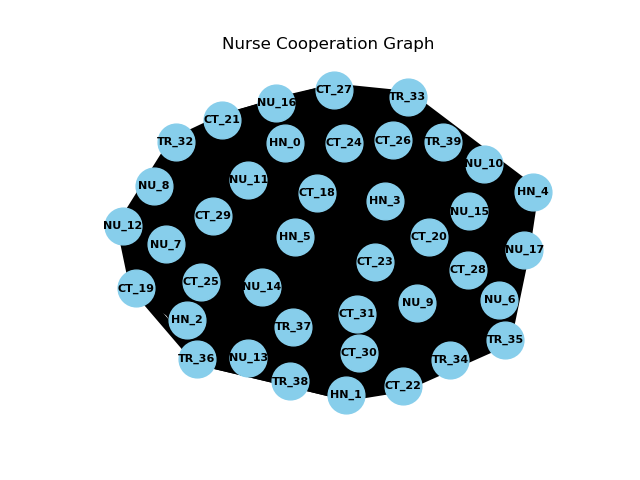 Nurse Cooperation Graph
CT_27
TR_33
NU_16
CT_21
TR_32
HN_0
CT_24
CT_26
TR_39
NU_10
NU_8
NU_11
CT_18
HN_3
HN_4
CT_29
NU_15
NU_12
NU_7
HN_5
CT_20
NU_17
CT_23
CT_28
CT_19
CT_25
NU_14
NU_9
NU_6
HN_2
TR_37
CT_31
TR_35
TR_36
NU_13
CT_30
TR_34
TR_38
HN_1
CT_22